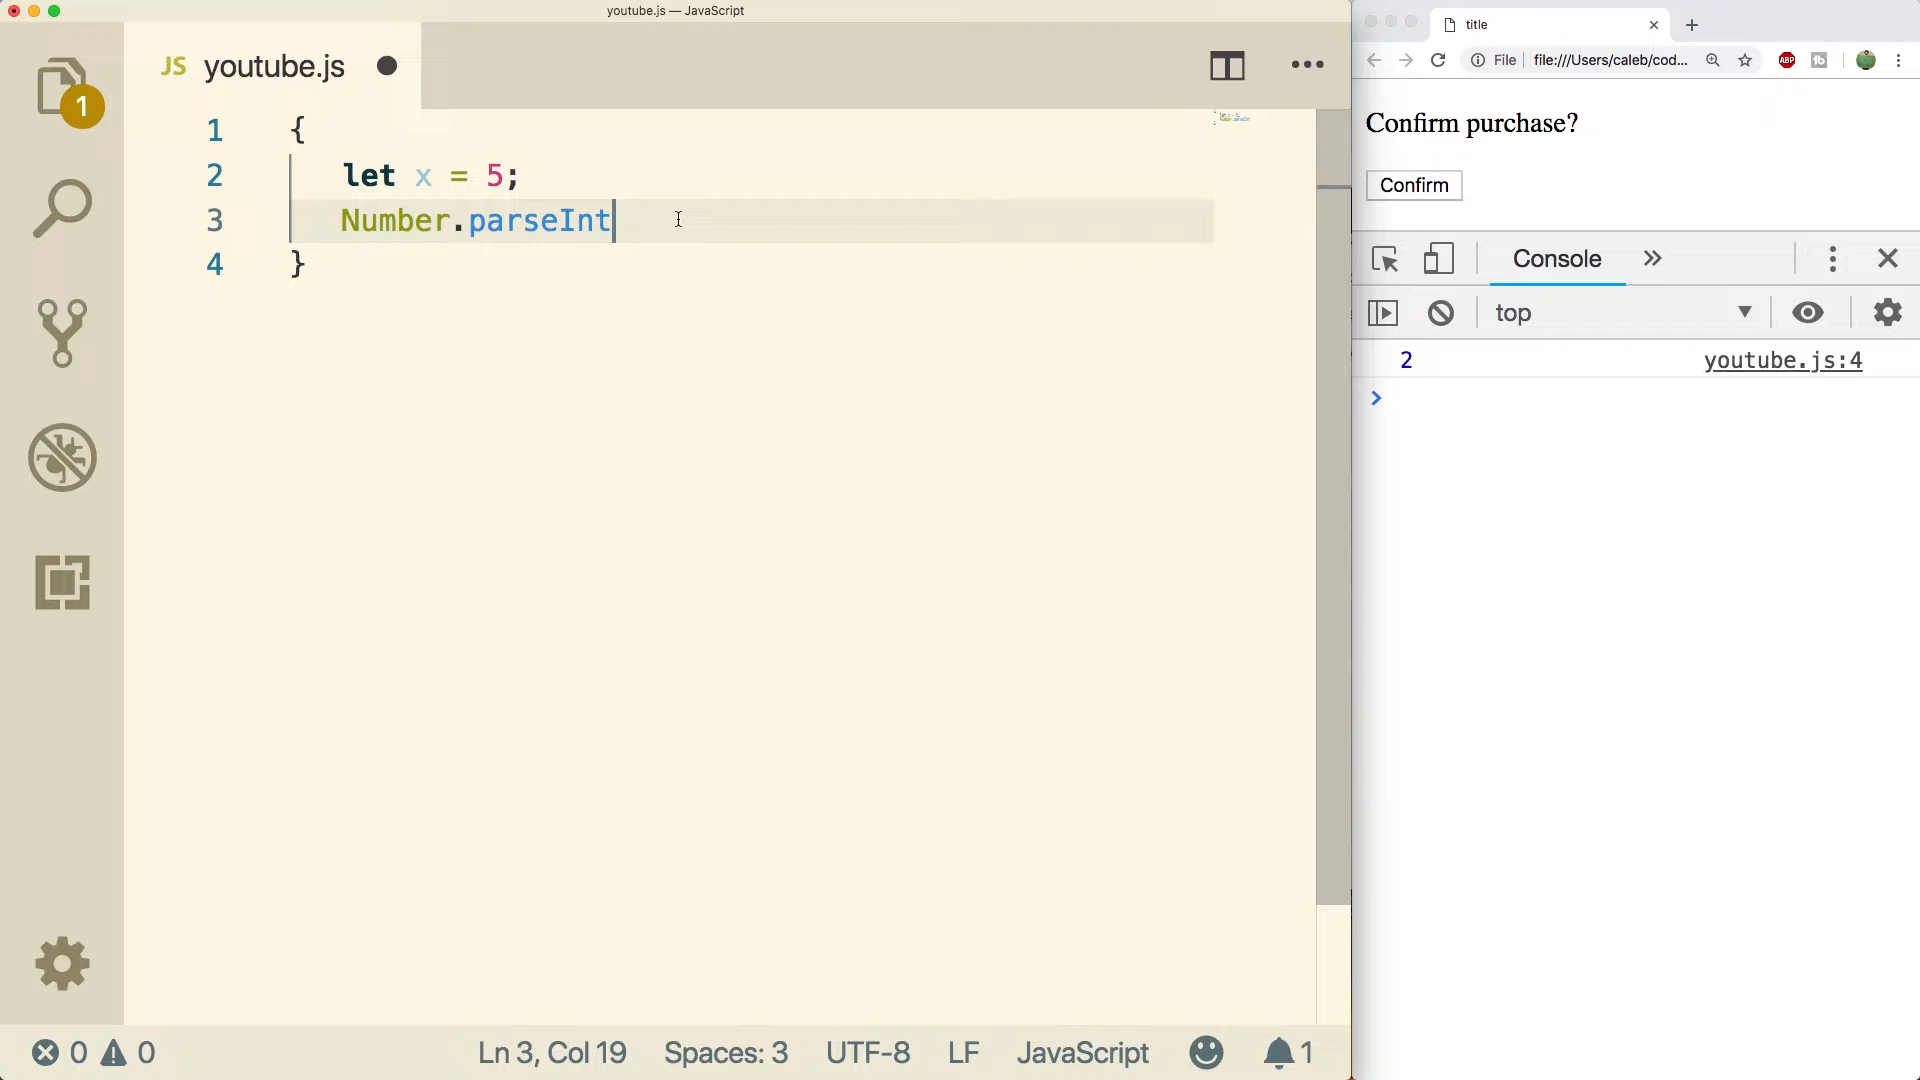 youtube.js — JavaScript
JS youtube.js
1
1 {
2 let x = 5;
3 Number.parseInt
4 }
0 0
Ln 3, Col 19
Spaces: 3
UTF-8
LF
JavaScript
1
title
File file:///Users/caleb/cod...
ABP
Confirm purchase?
Confirm
Console
top
2 youtube.js:4